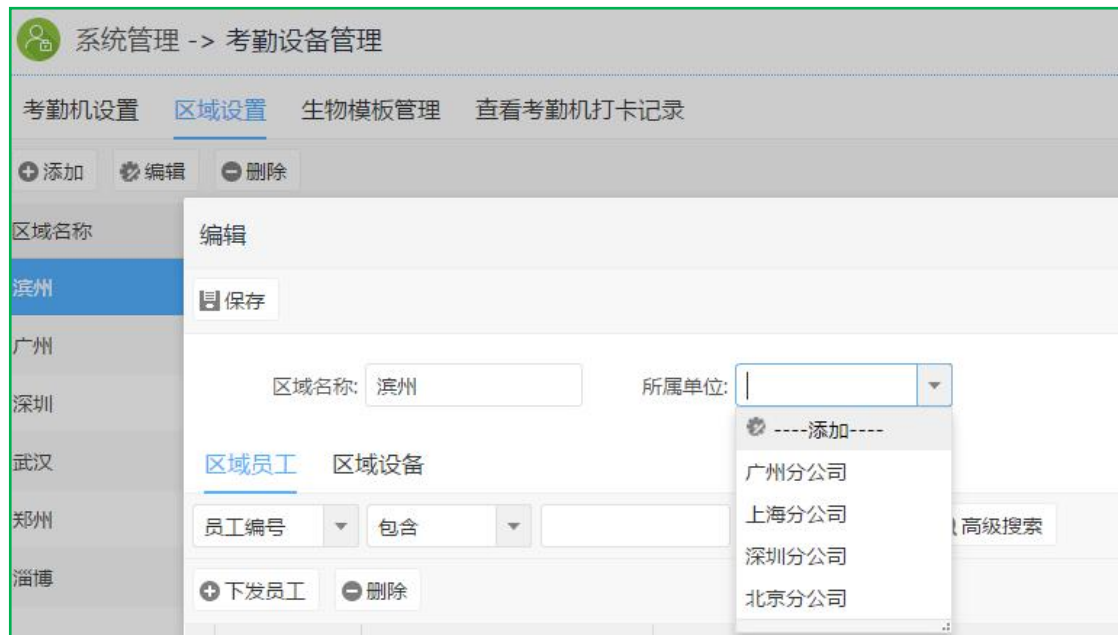 系统管理 -> 考勤设备管理
考勤机设置 区域设置 生物模板管理 查看考勤机打卡记录
添加 编辑 删除
区域名称
滨州
广州
深圳
武汉
郑州
淄博
编辑
保存
区域名称: 滨州 所属单位:
----添加----
广州分公司
上海分公司
深圳分公司
北京分公司
区域员工 区域设备
员工编号 包含 高级搜索
下发员工 删除